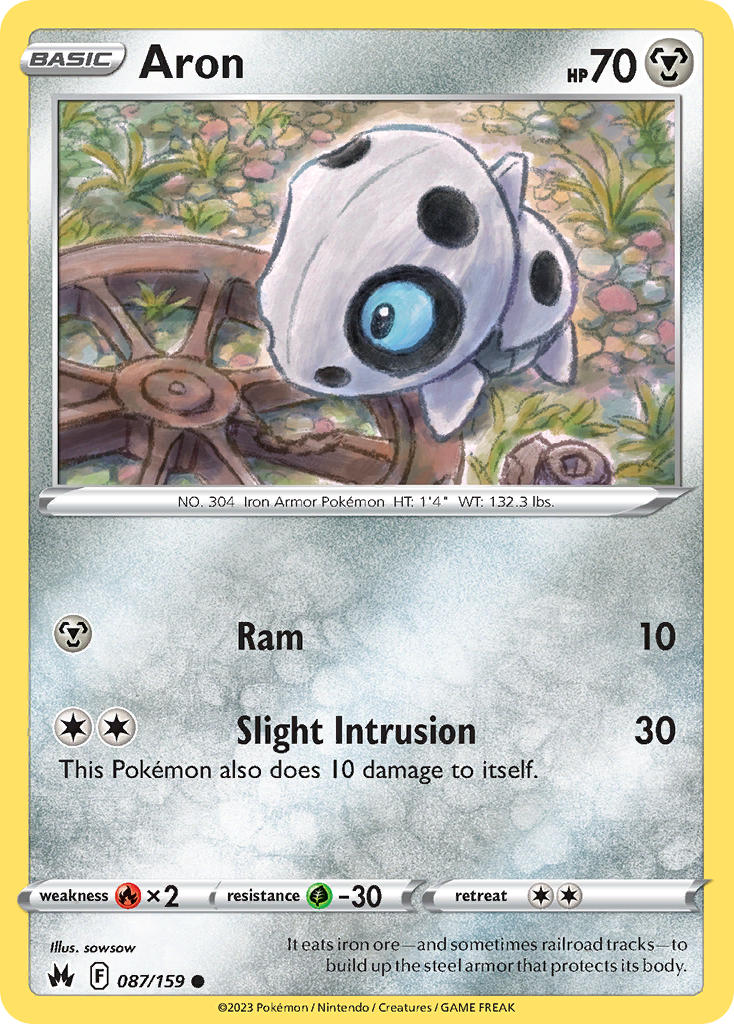 BASIC Aron HP 70
NO. 304 Iron Armor Pokémon HT: 1'4" WT: 132.3 lbs.
Ram 10
Slight Intrusion 30
This Pokémon also does 10 damage to itself.
weakness ×2 resistance -30 retreat
Illus. sowsow
It eats iron ore—and sometimes railroad tracks—to
build up the steel armor that protects its body.
F 087/159
©2023 Pokémon / Nintendo / Creatures / GAME FREAK